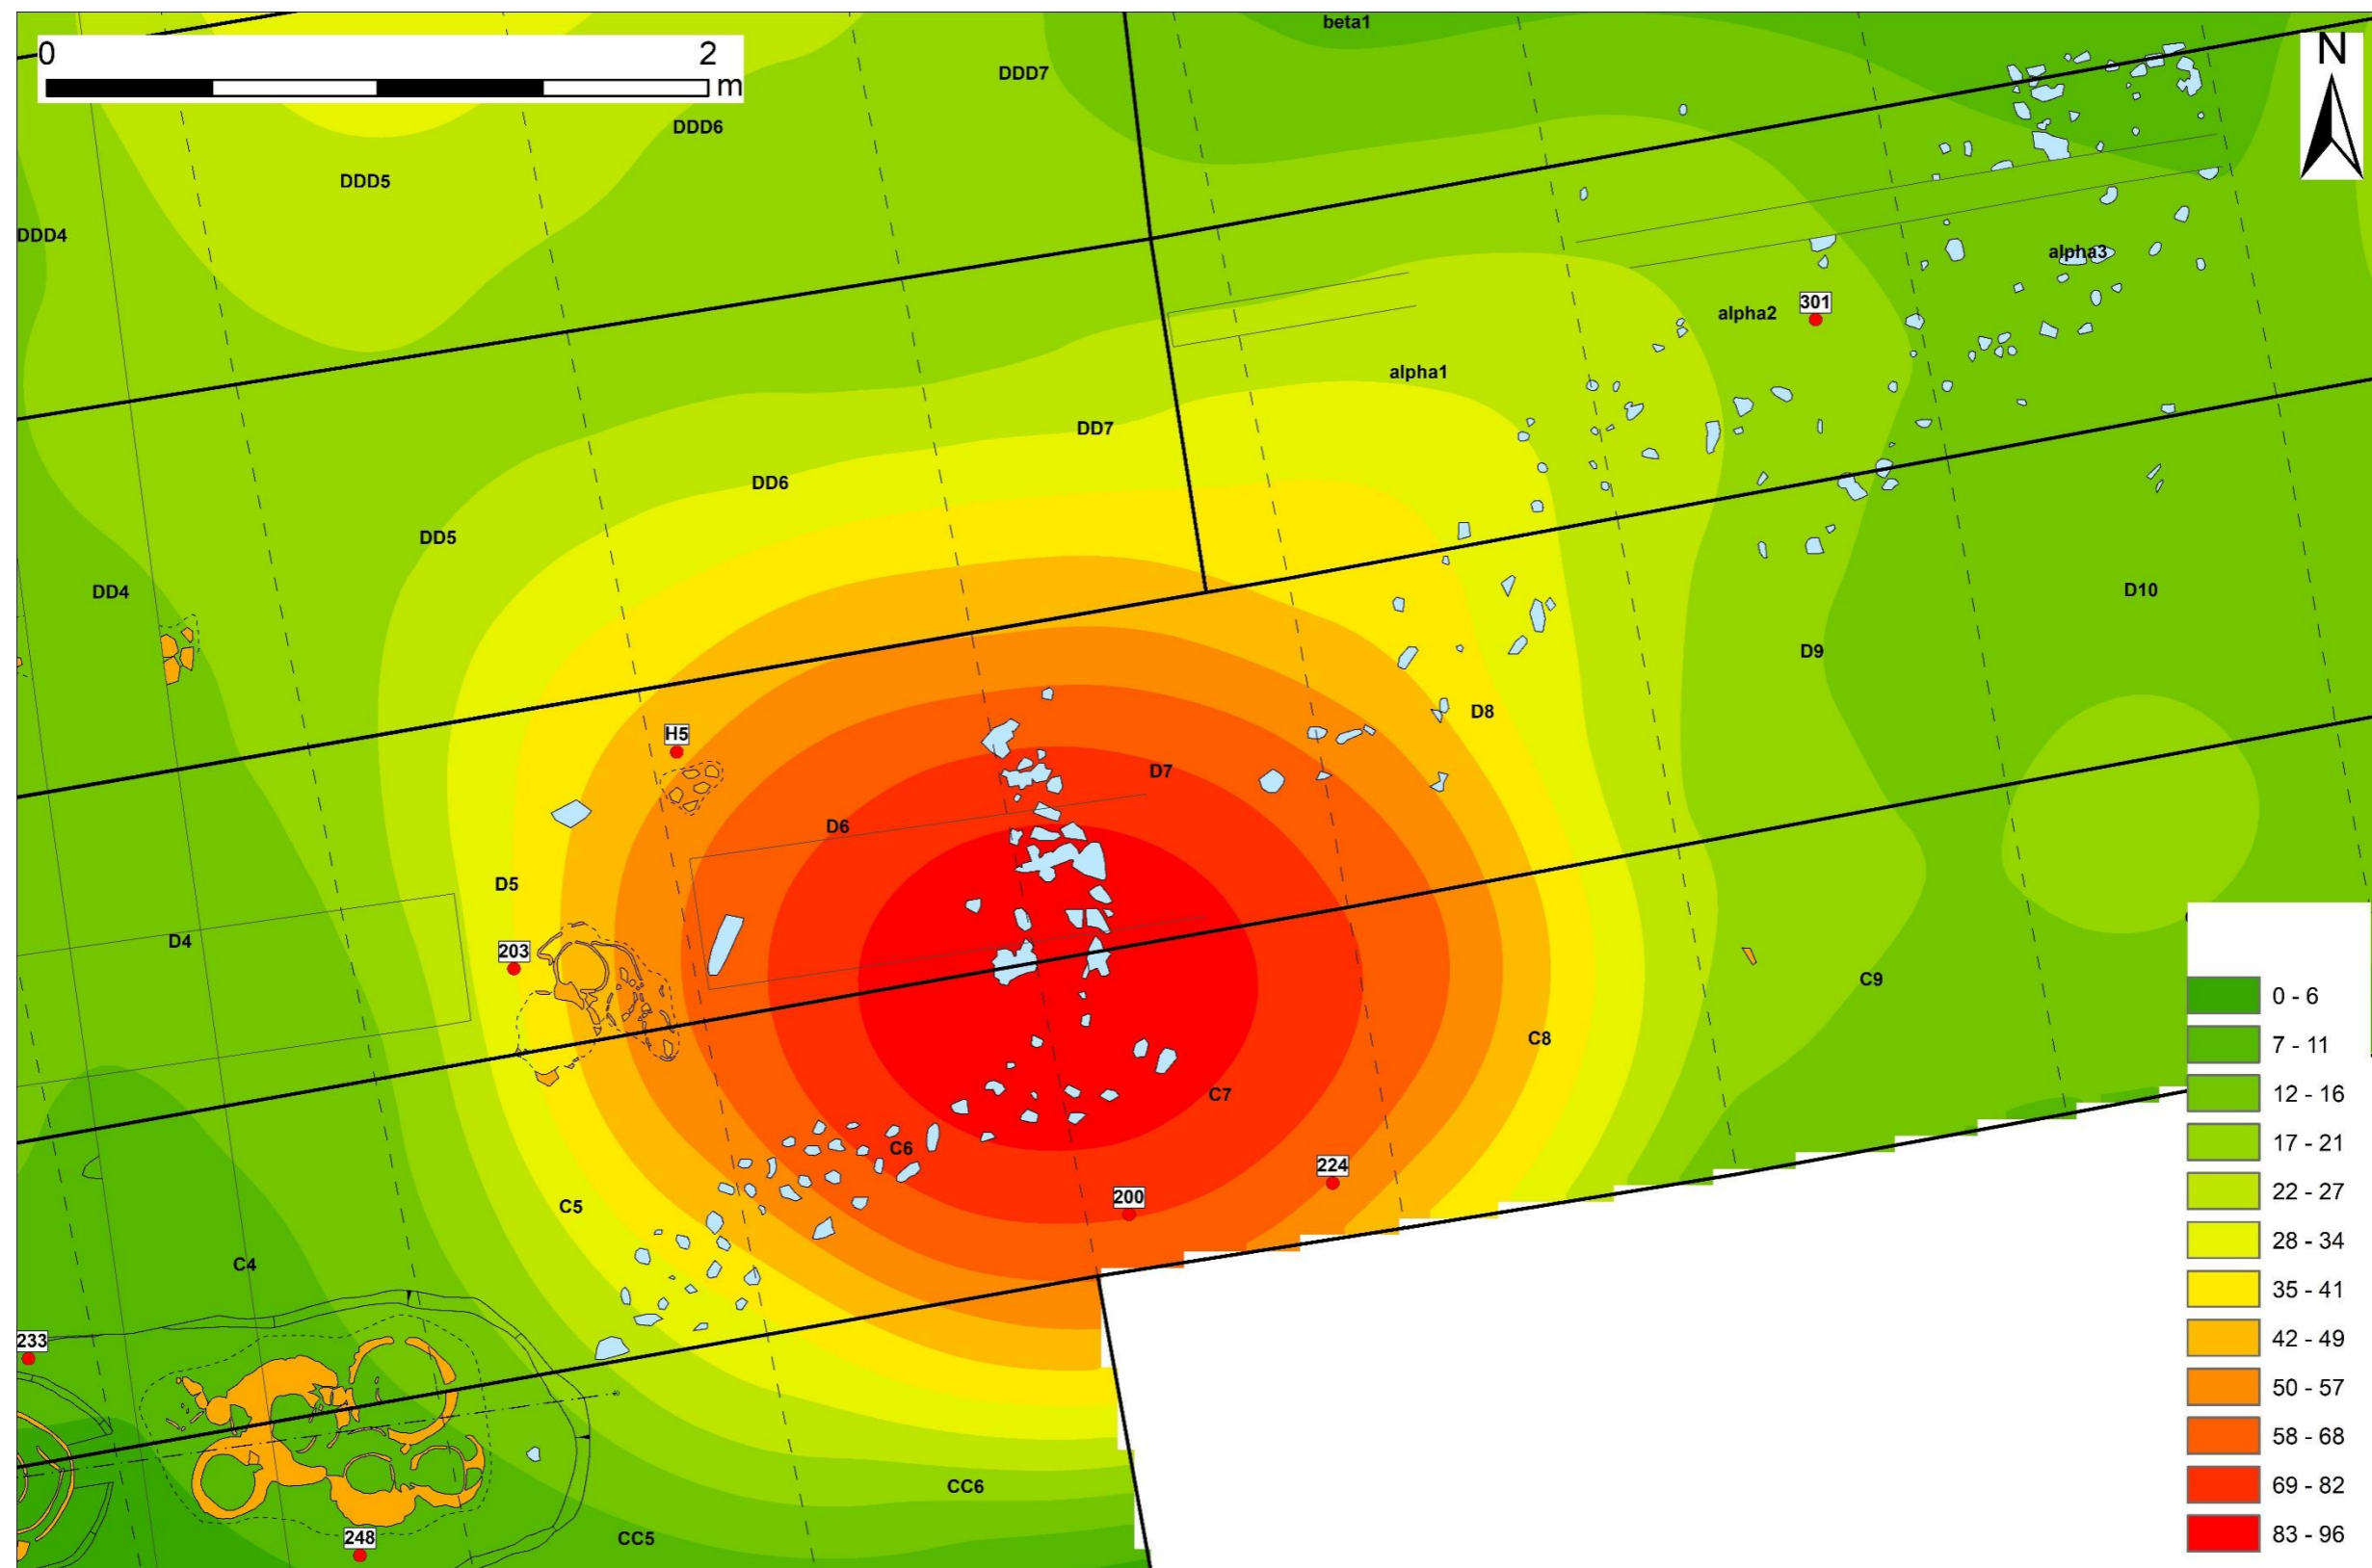 beta1
N
0 2
m
DDD7
DDD6
DDD5
DDD4
alpha3
301
alpha2
alpha1
DD7
DD6
DD5
DD4
D10
D9
D8
H5
D7
D6
D5
203
D4
C9
C8
C7
C6
224
200
C5
C4
233
CC6
248
CC5
0 - 6
7 - 11
12 - 16
17 - 21
22 - 27
28 - 34
35 - 41
42 - 49
50 - 57
58 - 68
69 - 82
83 - 96